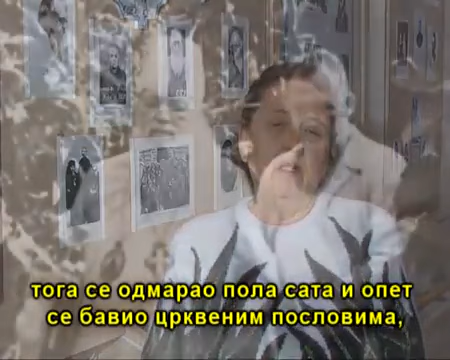 тога се одмарао пола сата и опет
се бавио црквеним пословима,